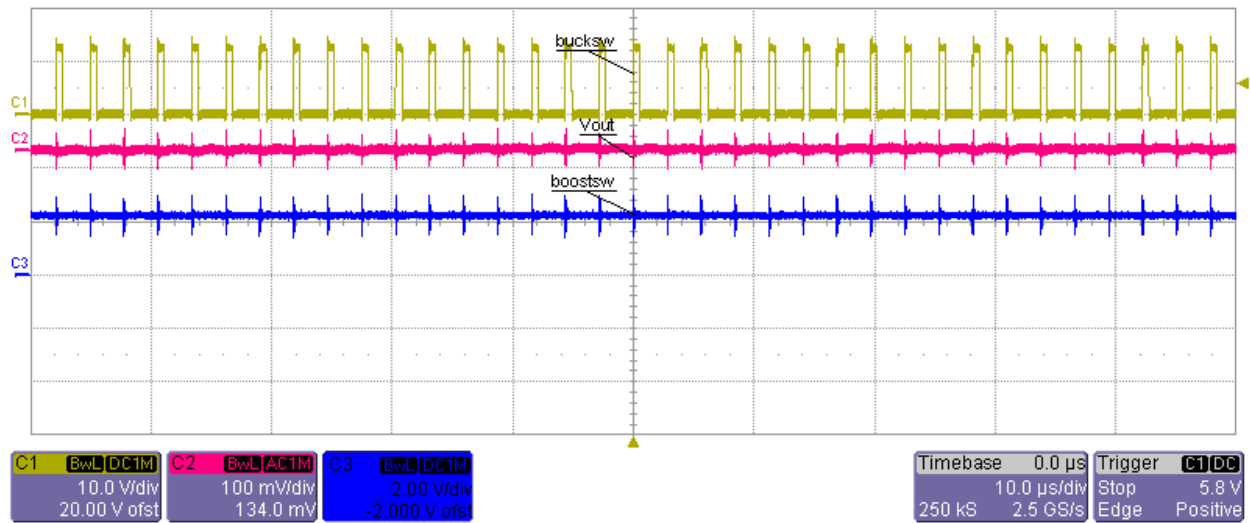 bucksw
C1
Vout
C2
boostsw
C3
C1 BwL DC1M
10.0 V/div
20.00 V ofst
C2 BwL AC1M
100 mV/div
134.0 mV
C3 BwL DC1M
2.00 V/div
-2.000 V ofst
Timebase 0.0 µs
10.0 µs/div
250 kS 2.5 GS/s
Trigger C1 DC
Stop 5.8 V
Edge Positive